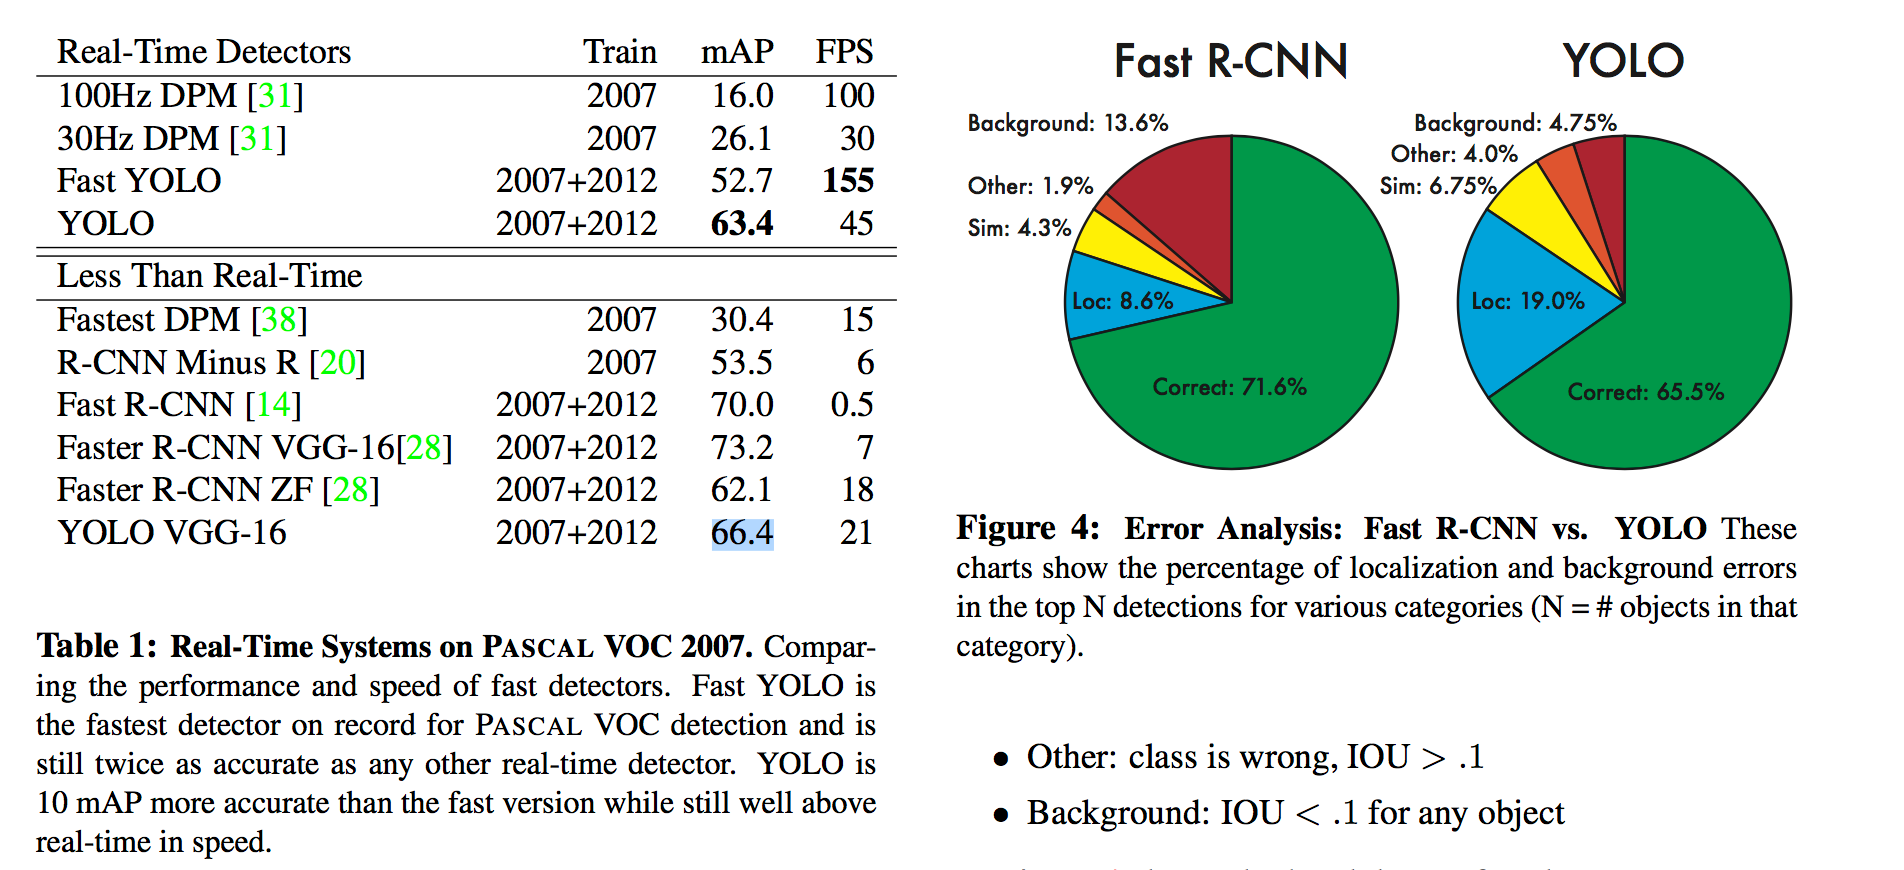 Real-Time Detectors Train mAP FPS
100Hz DPM [31] 2007 16.0 100
30Hz DPM [31] 2007 26.1 30
Fast YOLO 2007+2012 52.7 155
YOLO 2007+2012 63.4 45
Less Than Real-Time
Fastest DPM [38] 2007 30.4 15
R-CNN Minus R [20] 2007 53.5 6
Fast R-CNN [14] 2007+2012 70.0 0.5
Faster R-CNN VGG-16[28] 2007+2012 73.2 7
Faster R-CNN ZF [28] 2007+2012 62.1 18
YOLO VGG-16 2007+2012 66.4 21
Table 1: Real-Time Systems on PASCAL VOC 2007. Compar-
ing the performance and speed of fast detectors. Fast YOLO is
the fastest detector on record for PASCAL VOC detection and is
still twice as accurate as any other real-time detector. YOLO is
10 mAP more accurate than the fast version while still well above
real-time in speed.
Fast R-CNN
Background: 13.6%
Other: 1.9%
Sim: 4.3%
Loc: 8.6%
Correct: 71.6%
YOLO
Background: 4.75%
Other: 4.0%
Sim: 6.75%
Loc: 19.0%
Correct: 65.5%
Figure 4: Error Analysis: Fast R-CNN vs. YOLO These
charts show the percentage of localization and background errors
in the top N detections for various categories (N = # objects in that
category).
• Other: class is wrong, IOU > .1
• Background: IOU < .1 for any object